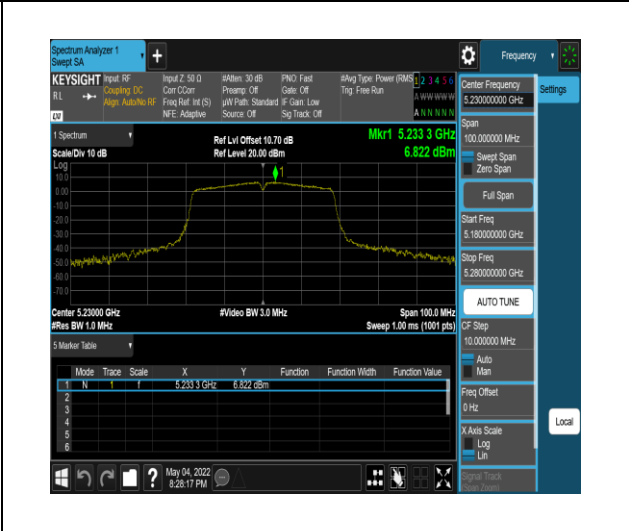 Spectrum Analyzer 1
Swept SA
Frequency
KEYSIGHT Input: RF Input Z: 50 Ω #Atten: 30 dB PNO: Fast #Avg Type: Power (RMS) 1 2 3 4 5 6
RL Coupling: DC Corr CCorr Preamp: Off Gate: Off Trig: Free Run A WW WW W
Align: Auto/No RF Freq Ref: Int (S) µW Path: Standard IF Gain: Low
NFE: Adaptive Source: Off Sig Track: Off A N N N N N
LXI
1 Spectrum
Scale/Div 10 dB
Ref Lvl Offset 10.70 dB
Ref Level 20.00 dBm
Mkr1 5.233 3 GHz
6.822 dBm
Log
10.0
0.00
-10.0
-20.0
-30.0
-40.0
-50.0
-60.0
-70.0
1
Center 5.23000 GHz #Video BW 3.0 MHz Span 100.0 MHz
#Res BW 1.0 MHz Sweep 1.00 ms (1001 pts)
5 Marker Table
Mode Trace Scale X Y Function Function Width Function Value
1 N 1 f 5.233 3 GHz 6.822 dBm
2
3
4
5
6
May 04, 2022
8:28:17 PM
Center Frequency
5.230000000 GHz
Settings
Span
100.000000 MHz
Swept Span
Zero Span
Full Span
Start Freq
5.180000000 GHz
Stop Freq
5.280000000 GHz
AUTO TUNE
CF Step
10.000000 MHz
Auto
Man
Freq Offset
0 Hz
X Axis Scale
Log
Lin
Local
Signal Track
(Span Zoom)